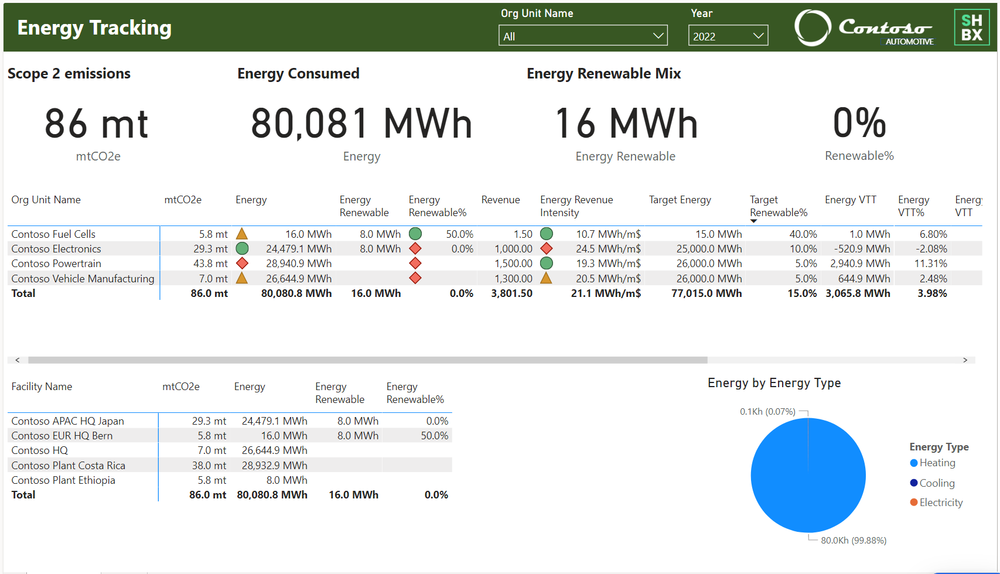 Energy Tracking
Org Unit Name
All
Year
2022
Contoso
AUTOMOTIVE
SH
BX
Scope 2 emissions
Energy Consumed
Energy Renewable Mix
86 mt
80,081 MWh
16 MWh
0%
mtCO2e
Energy
Energy Renewable
Renewable%
Org Unit Name mtCO2e Energy Energy Renewable Energy Renewable% Revenue Energy Revenue Intensity Target Energy Target Renewable% Energy VTT Energy VTT% Energy VTT
Contoso Fuel Cells 5.8 mt 16.0 MWh 8.0 MWh 50.0% 1.50 10.7 MWh/m$ 15.0 MWh 40.0% 1.0 MWh 6.80%
Contoso Electronics 29.3 mt 24,479.1 MWh 8.0 MWh 0.0% 1,000.00 24.5 MWh/m$ 25,000.0 MWh 10.0% -520.9 MWh -2.08%
Contoso Powertrain 43.8 mt 28,940.9 MWh 1,500.00 19.3 MWh/m$ 26,000.0 MWh 5.0% 2,940.9 MWh 11.31%
Contoso Vehicle Manufacturing 7.0 mt 26,644.9 MWh 1,300.00 20.5 MWh/m$ 26,000.0 MWh 5.0% 644.9 MWh 2.48%
Total 86.0 mt 80,080.8 MWh 16.0 MWh 0.0% 3,801.50 21.1 MWh/m$ 77,015.0 MWh 15.0% 3,065.8 MWh 3.98%
Facility Name mtCO2e Energy Energy Renewable Energy Renewable%
Contoso APAC HQ Japan 29.3 mt 24,479.1 MWh 8.0 MWh 0.0%
Contoso EUR HQ Bern 5.8 mt 16.0 MWh 8.0 MWh 50.0%
Contoso HQ 7.0 mt 26,644.9 MWh
Contoso Plant Costa Rica 38.0 mt 28,932.9 MWh
Contoso Plant Ethiopia 5.8 mt 8.0 MWh
Total 86.0 mt 80,080.8 MWh 16.0 MWh 0.0%
Energy by Energy Type
0.1Kh (0.07%)
80.0Kh (99.88%)
Energy Type
Heating
Cooling
Electricity